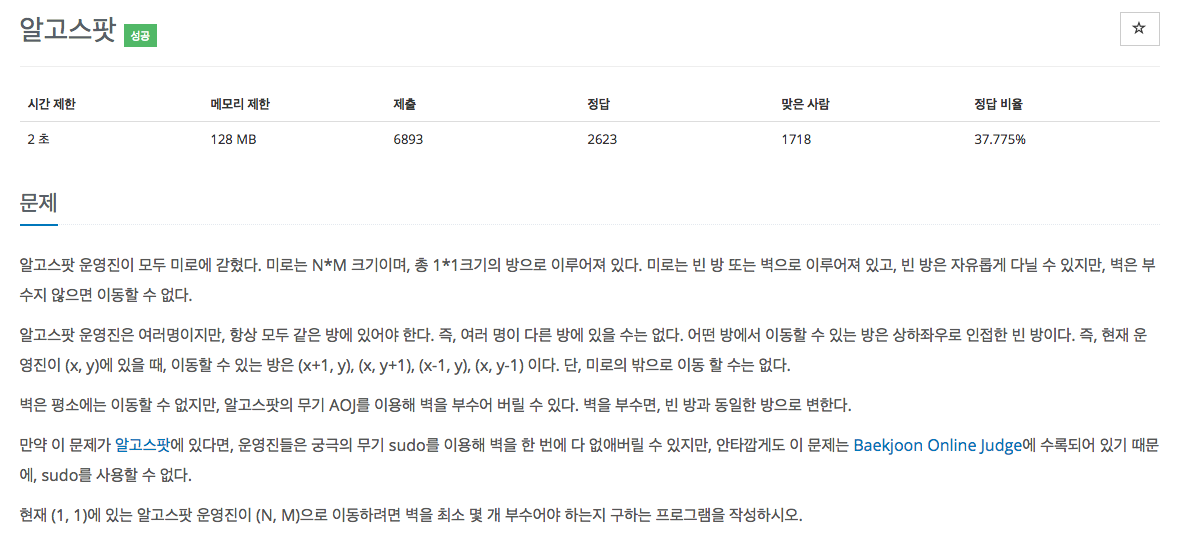 알고스팟 성공
☆
시간 제한 메모리 제한 제출 정답 맞은 사람 정답 비율
2 초 128 MB 6893 2623 1718 37.775%
문제
알고스팟 운영진이 모두 미로에 갇혔다. 미로는 N*M 크기이며, 총 1*1크기의 방으로 이루어져 있다. 미로는 빈 방 또는 벽으로 이루어져 있고, 빈 방은 자유롭게 다닐 수 있지만, 벽은 부
수지 않으면 이동할 수 없다.
알고스팟 운영진은 여러명이지만, 항상 모두 같은 방에 있어야 한다. 즉, 여러 명이 다른 방에 있을 수는 없다. 어떤 방에서 이동할 수 있는 방은 상하좌우로 인접한 빈 방이다. 즉, 현재 운
영진이 (x, y)에 있을 때, 이동할 수 있는 방은 (x+1, y), (x, y+1), (x-1, y), (x, y-1) 이다. 단, 미로의 밖으로 이동 할 수는 없다.
벽은 평소에는 이동할 수 없지만, 알고스팟의 무기 AOJ를 이용해 벽을 부수어 버릴 수 있다. 벽을 부수면, 빈 방과 동일한 방으로 변한다.
만약 이 문제가 알고스팟에 있다면, 운영진들은 궁극의 무기 sudo를 이용해 벽을 한 번에 다 없애버릴 수 있지만, 안타깝게도 이 문제는 Baekjoon Online Judge에 수록되어 있기 때문
에, sudo를 사용할 수 없다.
현재 (1, 1)에 있는 알고스팟 운영진이 (N, M)으로 이동하려면 벽을 최소 몇 개 부수어야 하는지 구하는 프로그램을 작성하시오.